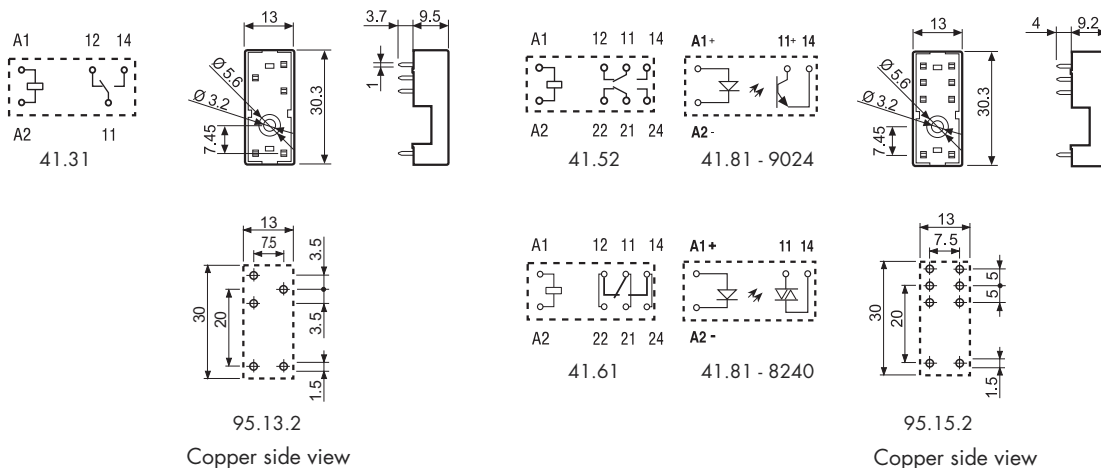 A1 12 14
A2 11
41.31
13
Ø 5.6
Ø 3.2
7.45
30.3
3.7 9.5
1
13
7.5
3.5
30
20
3.5
1.5
95.13.2
Copper side view
A1 12 11 14
A2 22 21 24
41.52
A1+ 11+ 14
A2-
41.81 - 9024
13
Ø 5.6
Ø 3.2
7.45
30.3
4 9.2
A1 12 11 14
A2 22 21 24
41.61
A1+ 11 14
A2 -
41.81 - 8240
13
7.5
5
30
20
5
1.5
95.15.2
Copper side view